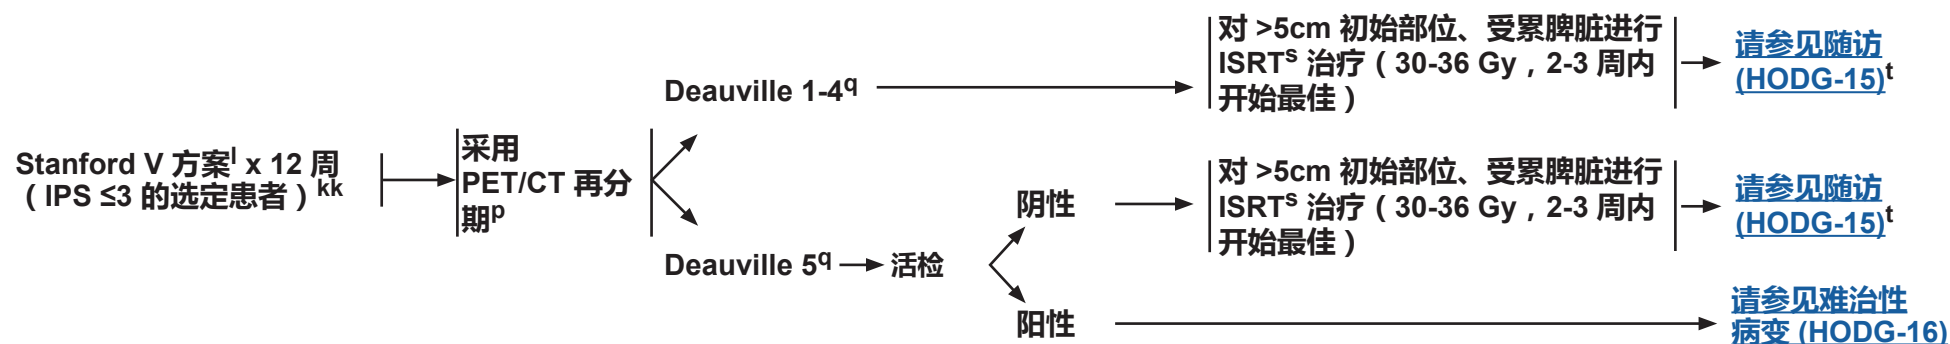 Stanford V 方案l x 12 周
（IPS ≤3 的选定患者）kk
采用
PET/CT 再分
期p
Deauville 1-4q
对 >5cm 初始部位、受累脾脏进行
ISRTs 治疗（30-36 Gy，2-3 周内
开始最佳）
请参见随访
(HODG-15)t
Deauville 5q
活检
阴性
对 >5cm 初始部位、受累脾脏进行
ISRTs 治疗（30-36 Gy，2-3 周内
开始最佳）
请参见随访
(HODG-15)t
阳性
请参见难治性
病变 (HODG-16)